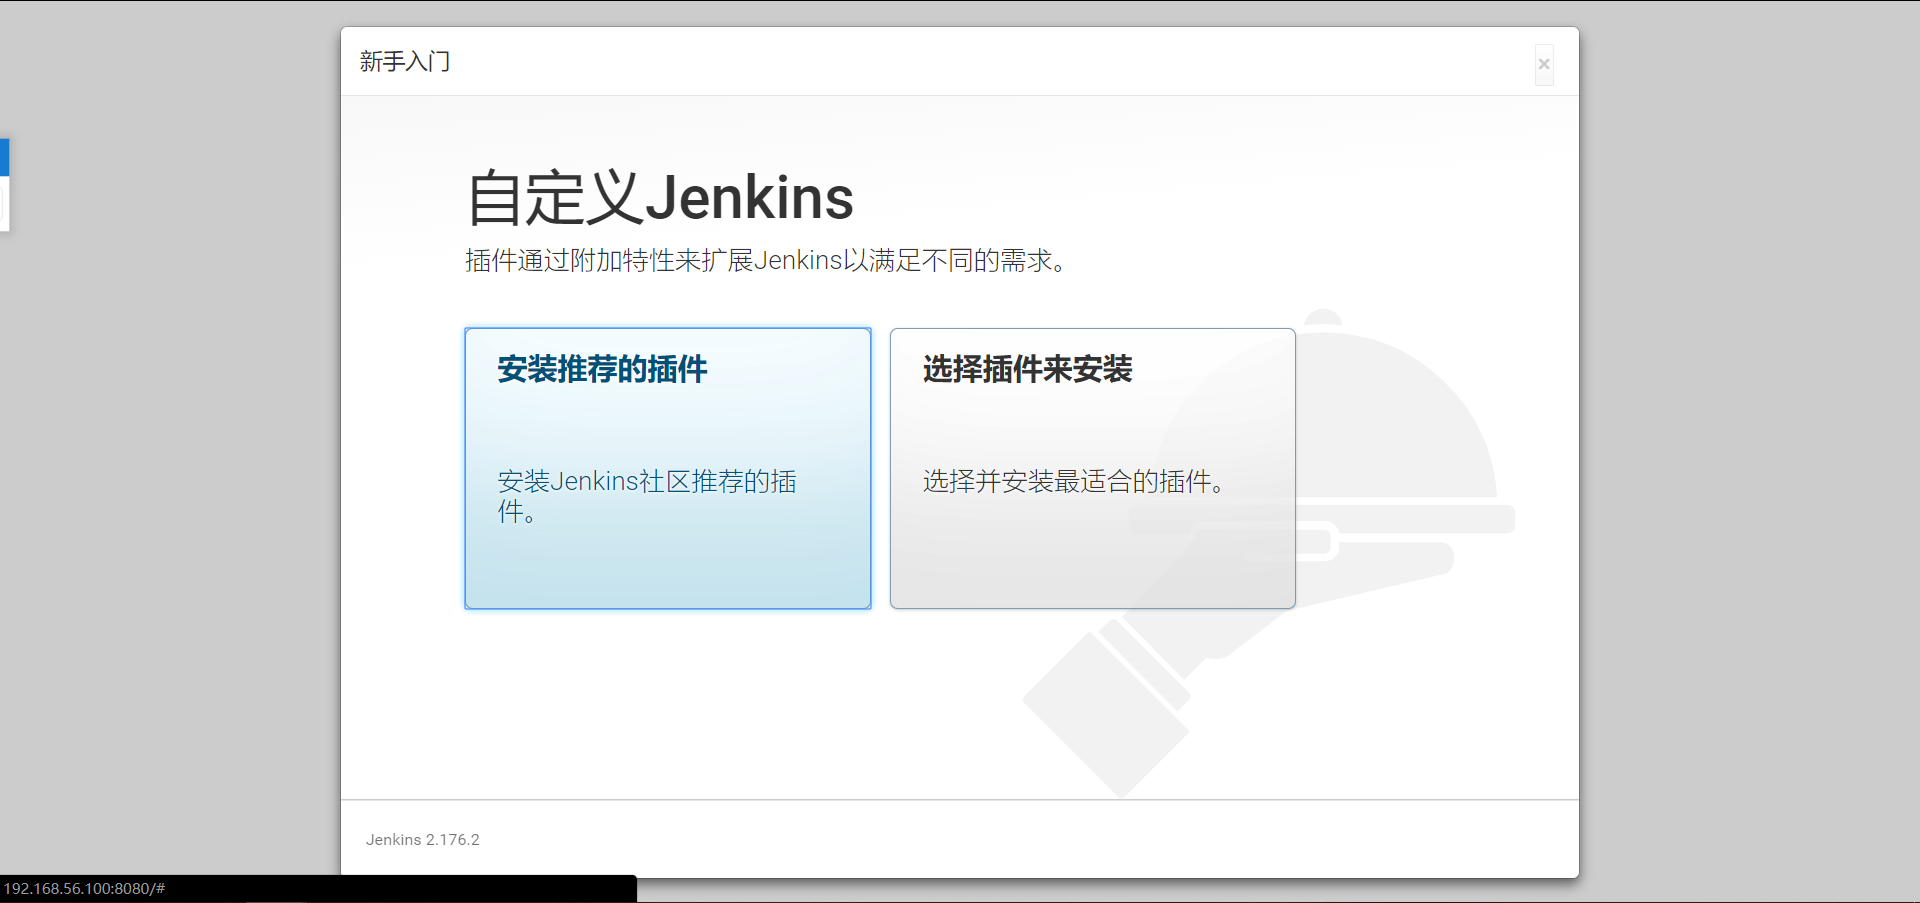 新手入门
×
自定义Jenkins
插件通过附加特性来扩展Jenkins以满足不同的需求。
安装推荐的插件
安装Jenkins社区推荐的插
件。
选择插件来安装
选择并安装最适合的插件。
Jenkins 2.176.2
192.168.56.100:8080/#